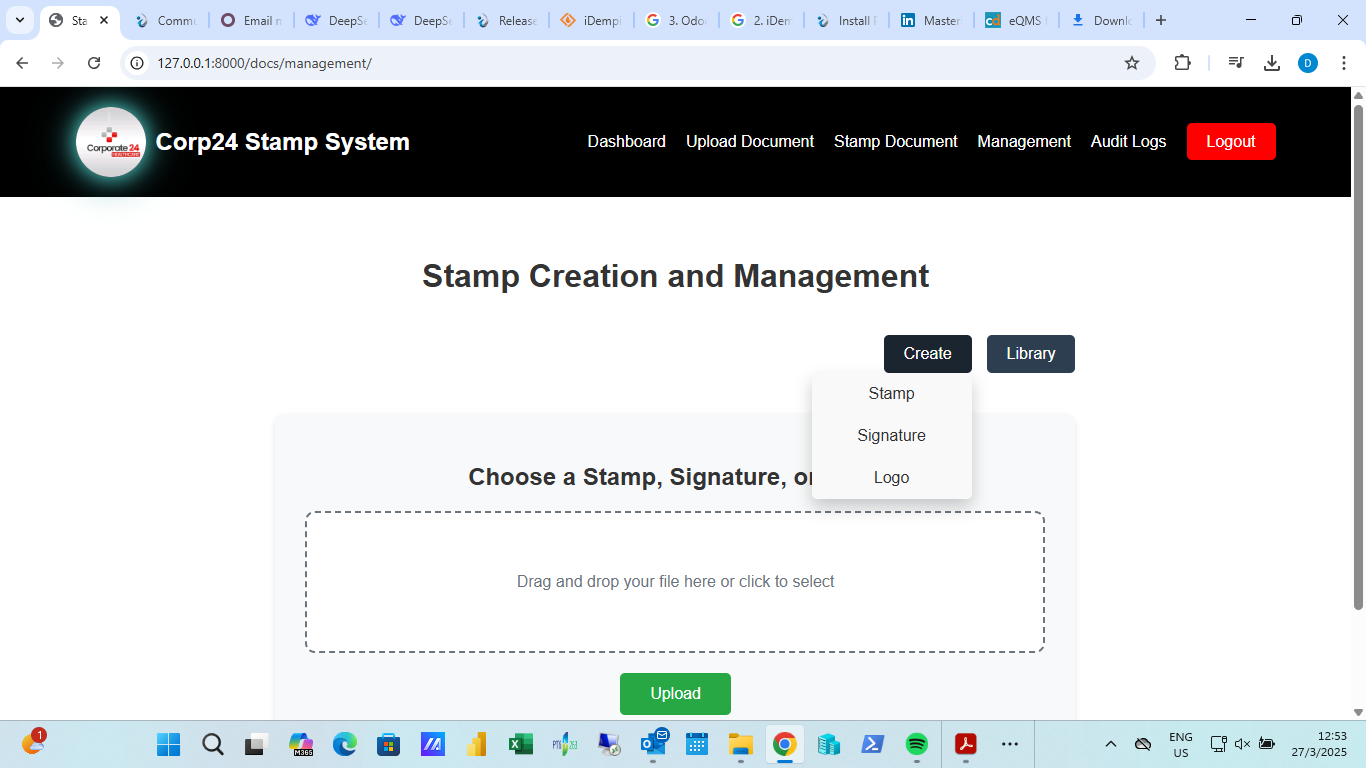 Sta
Commu
Email n
DeepSe
DeepSe
Release
iDempi
3. Odo
2. iDem
Install
Master
eQMS
Downlo
127.0.0.1:8000/docs/management/
D
Corporate 24
HEALTHCARE
Corp24 Stamp System
Dashboard
Upload Document
Stamp Document
Management
Audit Logs
Logout
Stamp Creation and Management
Create
Library
Stamp
Signature
Logo
Choose a Stamp, Signature, or
Drag and drop your file here or click to select
Upload
1
M365
ENG
US
12:53
27/3/2025